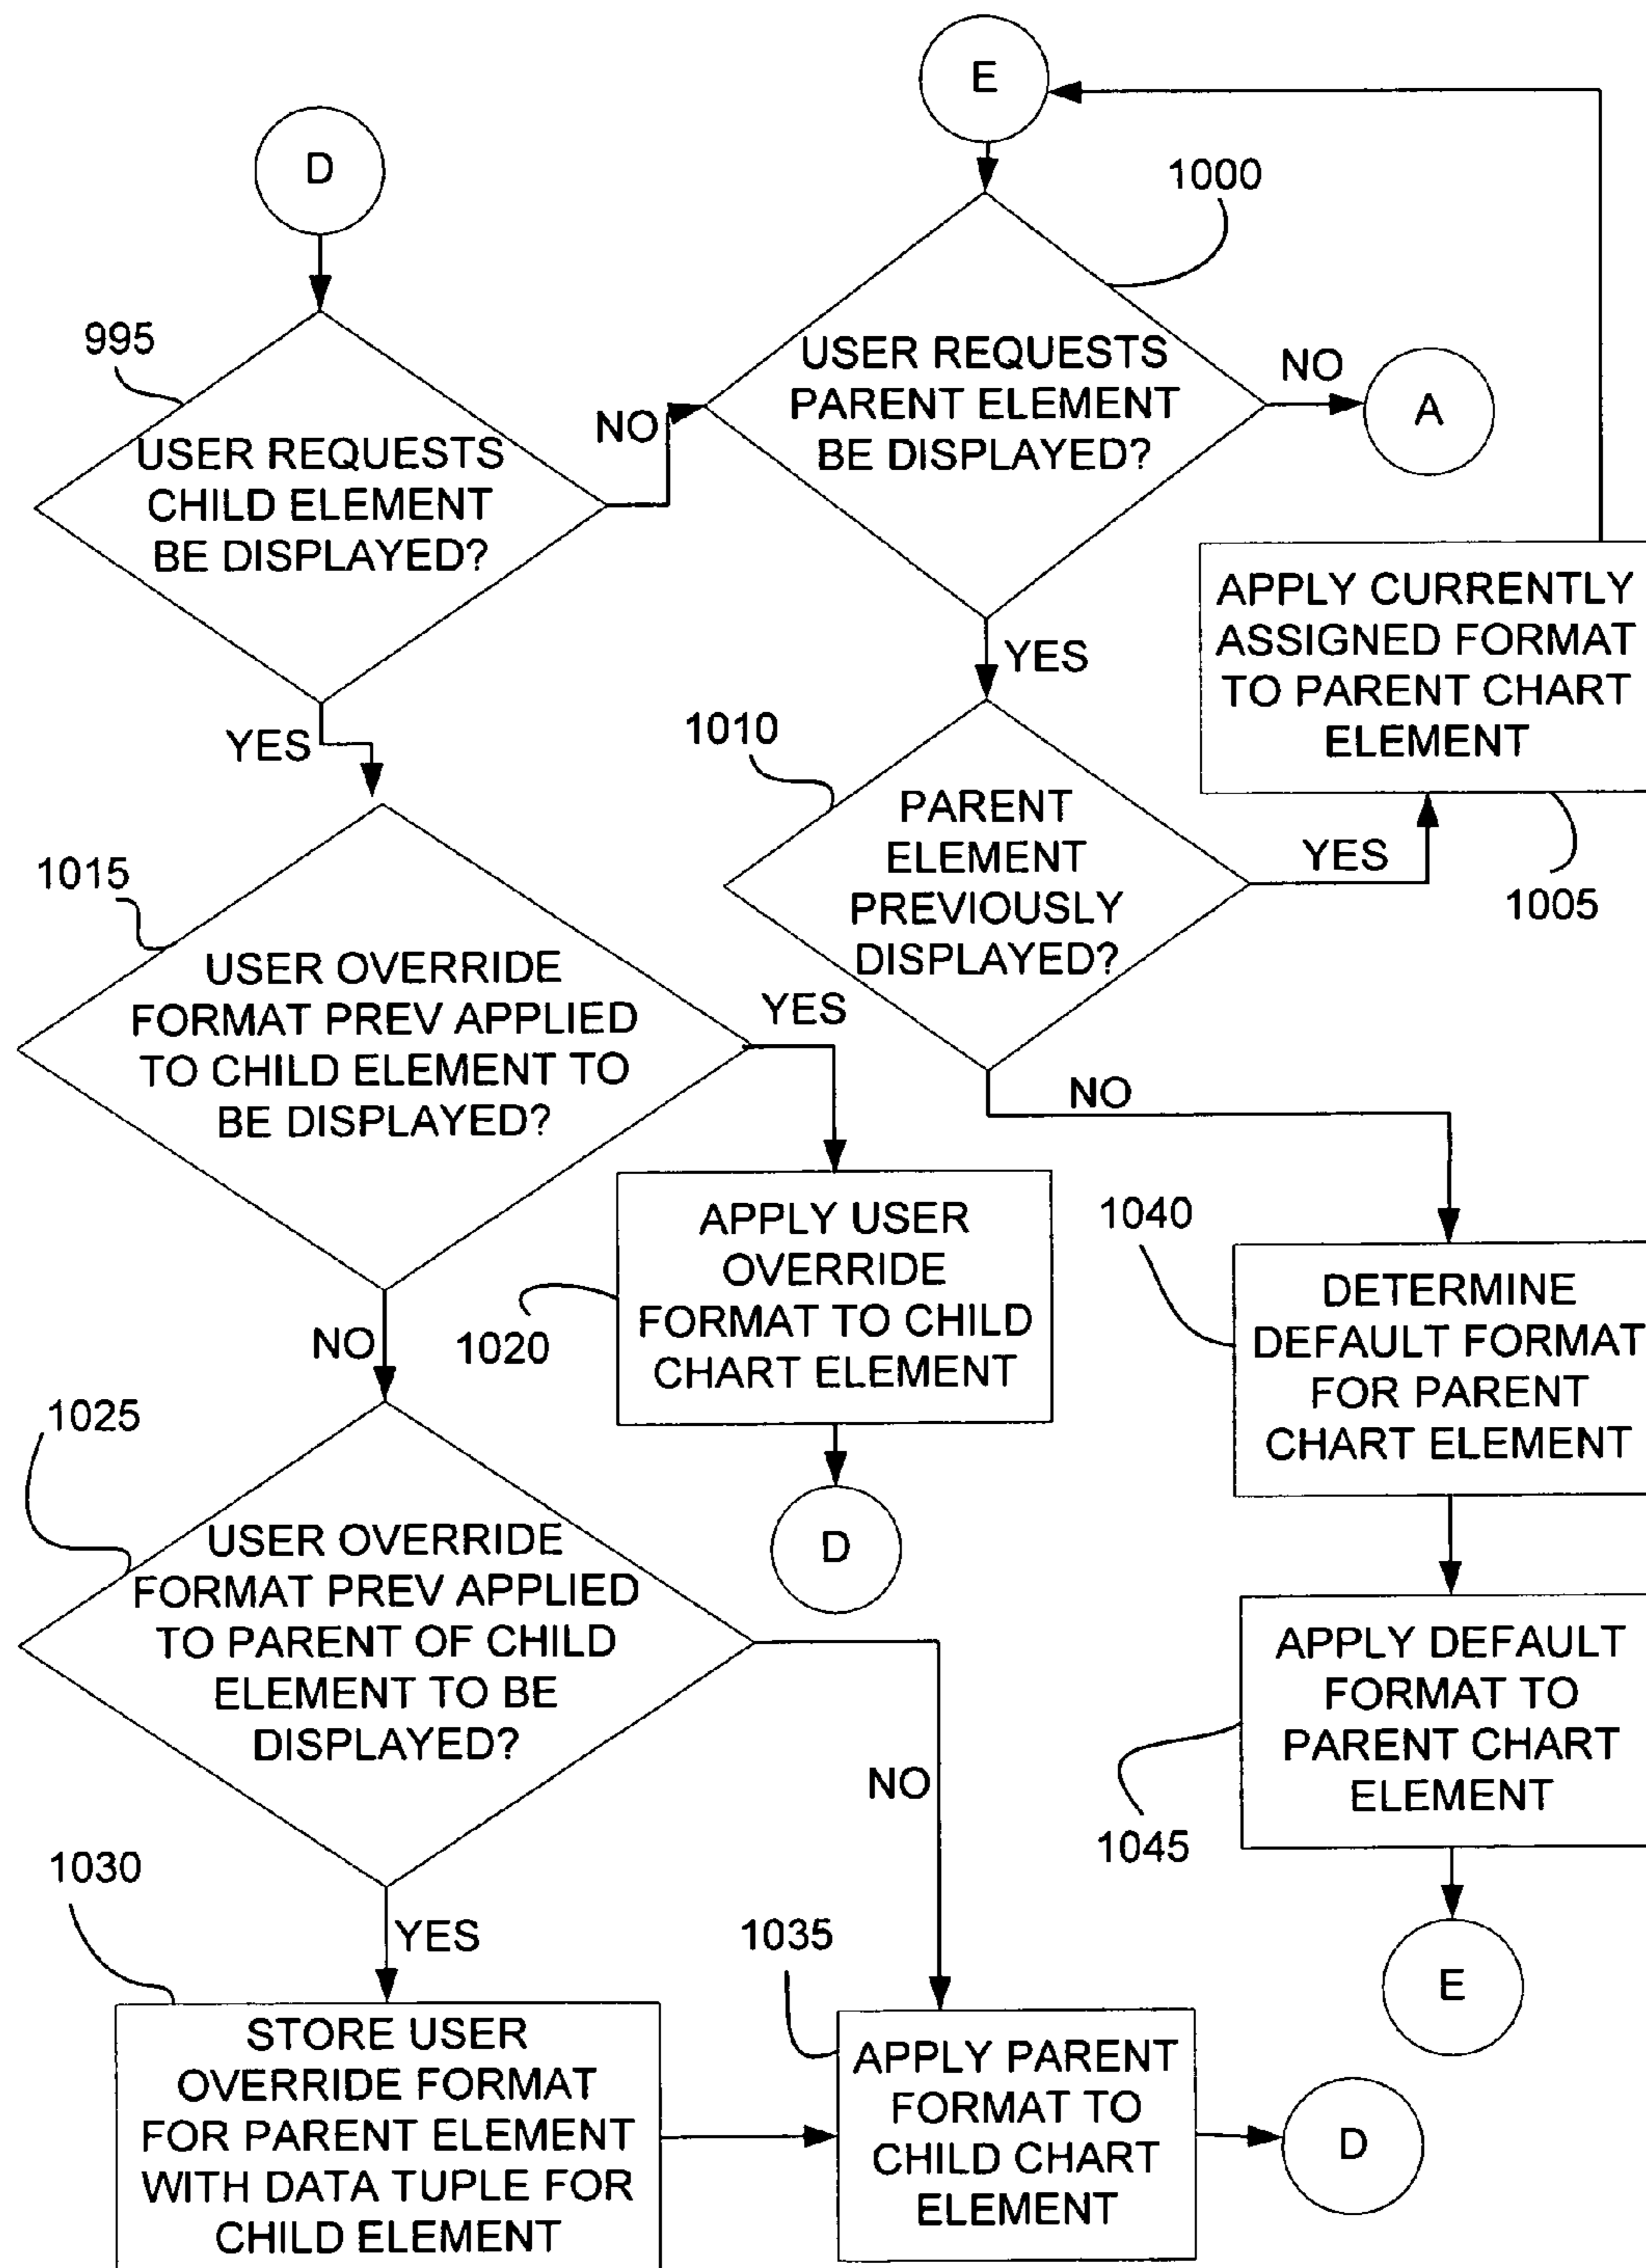 E
D
1000
995
USER REQUESTS
PARENT ELEMENT
BE DISPLAYED?
NO
A
NO
USER REQUESTS
CHILD ELEMENT
BE DISPLAYED?
APPLY CURRENTLY
ASSIGNED FORMAT
TO PARENT CHART
ELEMENT
YES
YES
1010
PARENT
ELEMENT
PREVIOUSLY
DISPLAYED?
YES
1005
1015
USER OVERRIDE
FORMAT PREV APPLIED
TO CHILD ELEMENT TO
BE DISPLAYED?
YES
NO
APPLY USER
OVERRIDE
FORMAT TO CHILD
CHART ELEMENT
1020
1040
DETERMINE
DEFAULT FORMAT
FOR PARENT
CHART ELEMENT
NO
1025
D
USER OVERRIDE
FORMAT PREV APPLIED
TO PARENT OF CHILD
ELEMENT TO BE
DISPLAYED?
NO
APPLY DEFAULT
FORMAT TO
PARENT CHART
ELEMENT
1045
1030
YES
1035
E
STORE USER
OVERRIDE FORMAT
FOR PARENT ELEMENT
WITH DATA TUPLE FOR
CHILD ELEMENT
APPLY PARENT
FORMAT TO
CHILD CHART
ELEMENT
D